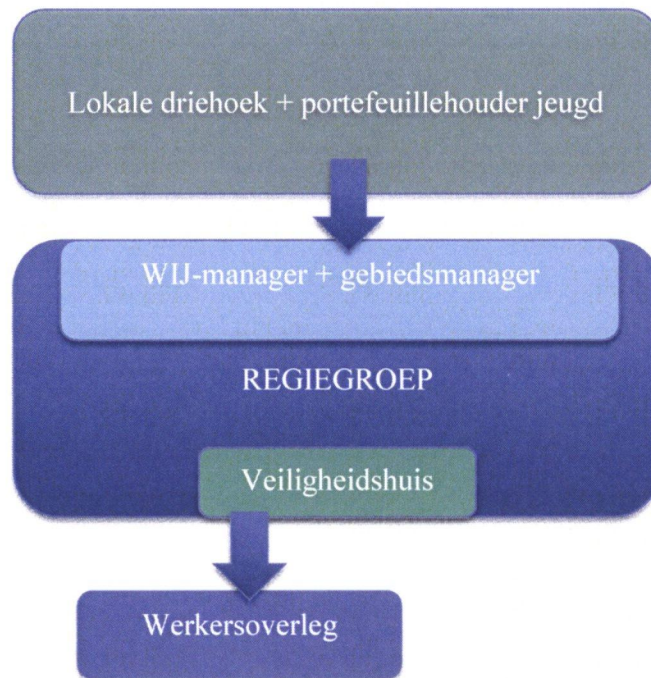 Lokale driehoek + portefeuillehouder jeugd
WIJ-manager + gebiedsmanager
REGIEGROEP
Veiligheidshuis
Werkersoverleg